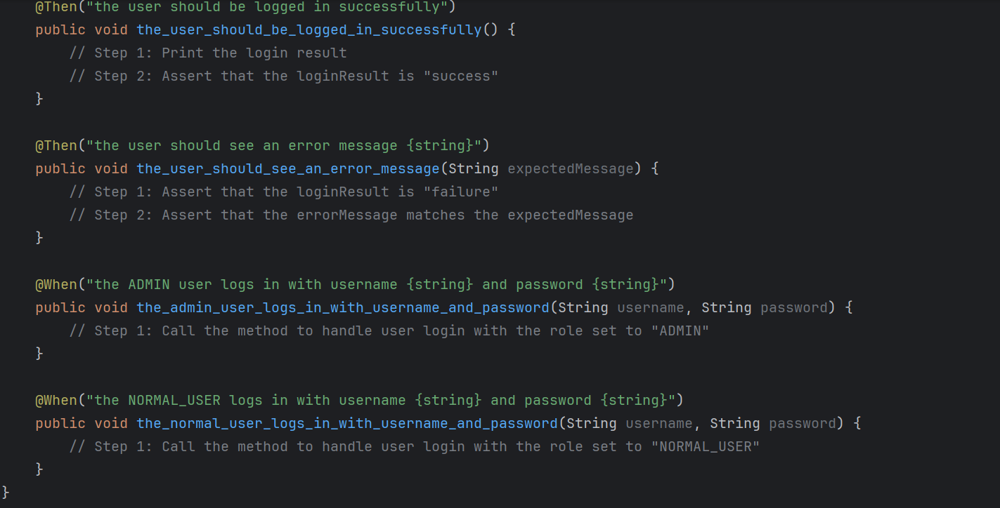 @Then("the user should be logged in successfully")
public void the_user_should_be_logged_in_successfully() {
// Step 1: Print the login result
// Step 2: Assert that the loginResult is "success"
}
@Then("the user should see an error message {string}")
public void the_user_should_see_an_error_message(String expectedMessage) {
// Step 1: Assert that the loginResult is "failure"
// Step 2: Assert that the errorMessage matches the expectedMessage
}
@When("the ADMIN user logs in with username {string} and password {string}")
public void the_admin_user_logs_in_with_username_and_password(String username, String password) {
// Step 1: Call the method to handle user login with the role set to "ADMIN"
}
@When("the NORMAL_USER logs in with username {string} and password {string}")
public void the_normal_user_logs_in_with_username_and_password(String username, String password) {
// Step 1: Call the method to handle user login with the role set to "NORMAL_USER"
}
}